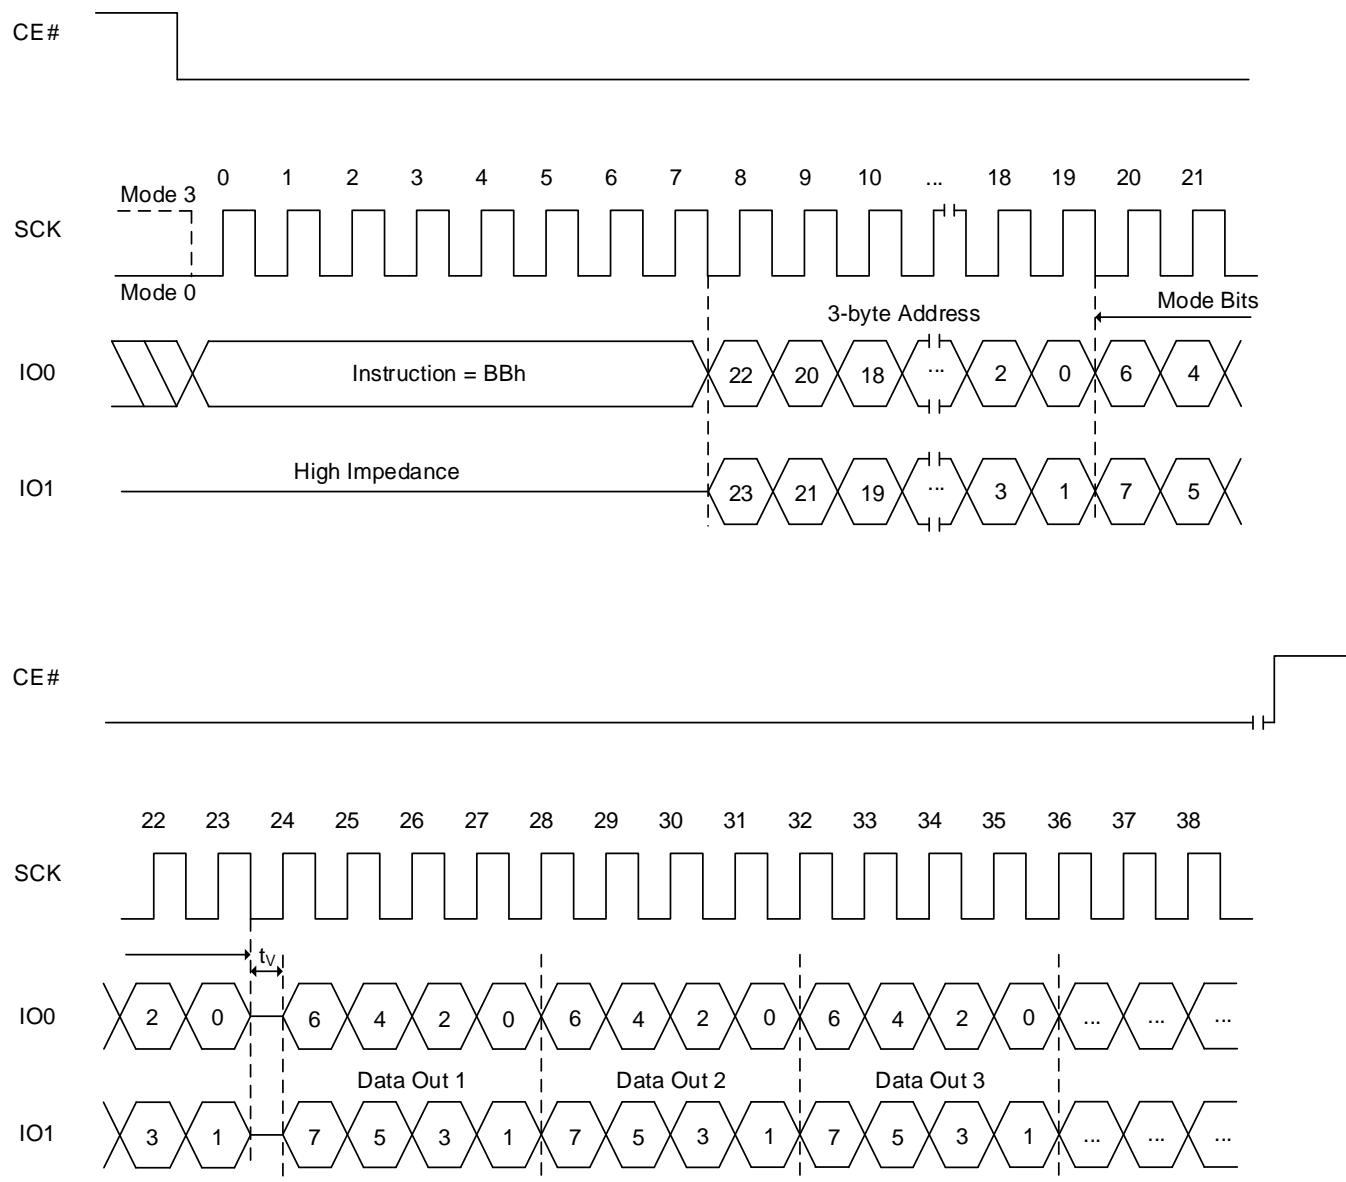 CE#
0 1 2 3 4 5 6 7 8 9 10 ... 18 19 20 21
Mode 3
SCK
Mode 0
Mode Bits
3-byte Address
IO0 Instruction = BBh 22 20 18 ... 2 0 6 4
High Impedance
IO1 23 21 19 ... 3 1 7 5
CE#
22 23 24 25 26 27 28 29 30 31 32 33 34 35 36 37 38
SCK
tV
IO0 2 0 6 4 2 0 6 4 2 0 6 4 2 0 ... ... ...
Data Out 1 Data Out 2 Data Out 3
IO1 3 1 7 5 3 1 7 5 3 1 7 5 3 1 ... ... ...